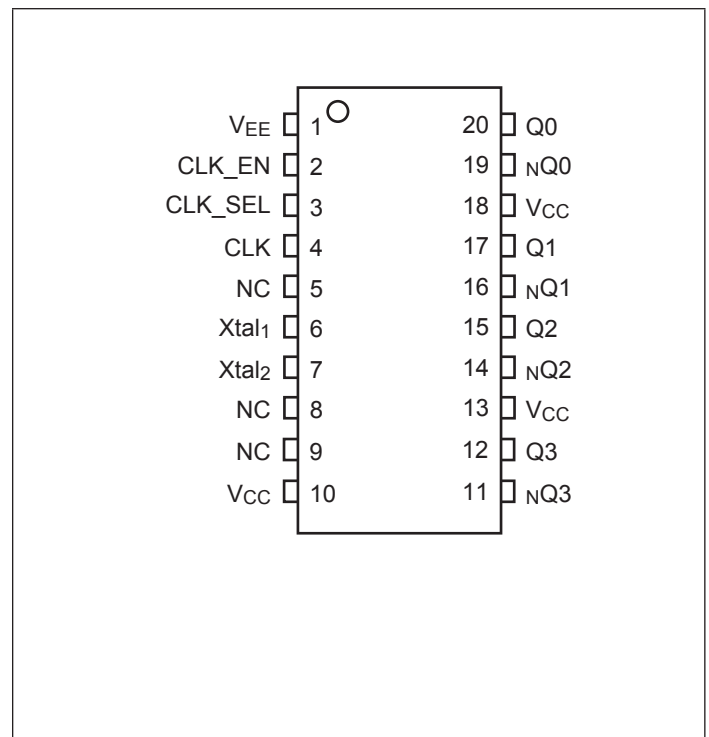 VEE 1 20 Q0
CLK_EN 2 19 NQ0
CLK_SEL 3 18 VCC
CLK 4 17 Q1
NC 5 16 NQ1
Xtal1 6 15 Q2
Xtal2 7 14 NQ2
NC 8 13 VCC
NC 9 12 Q3
VCC 10 11 NQ3